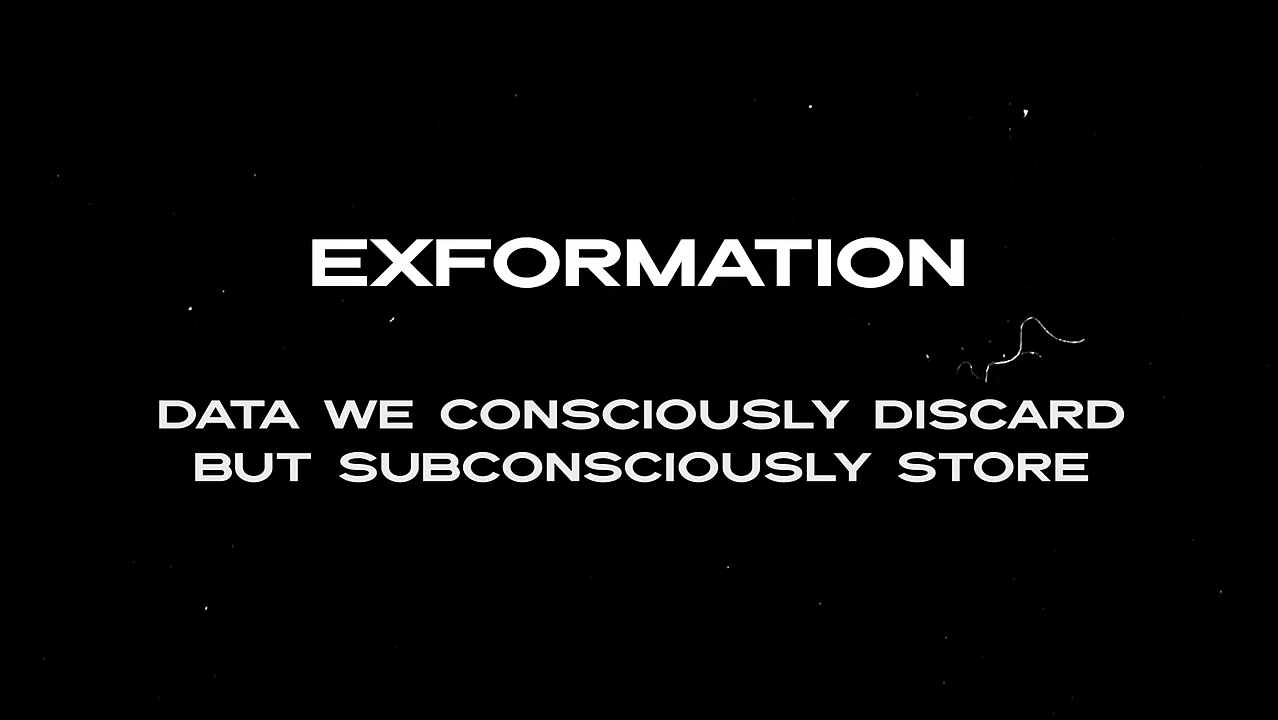 EXFORMATION
DATA WE CONSCIOUSLY DISCARD
BUT SUBCONSCIOUSLY STORE